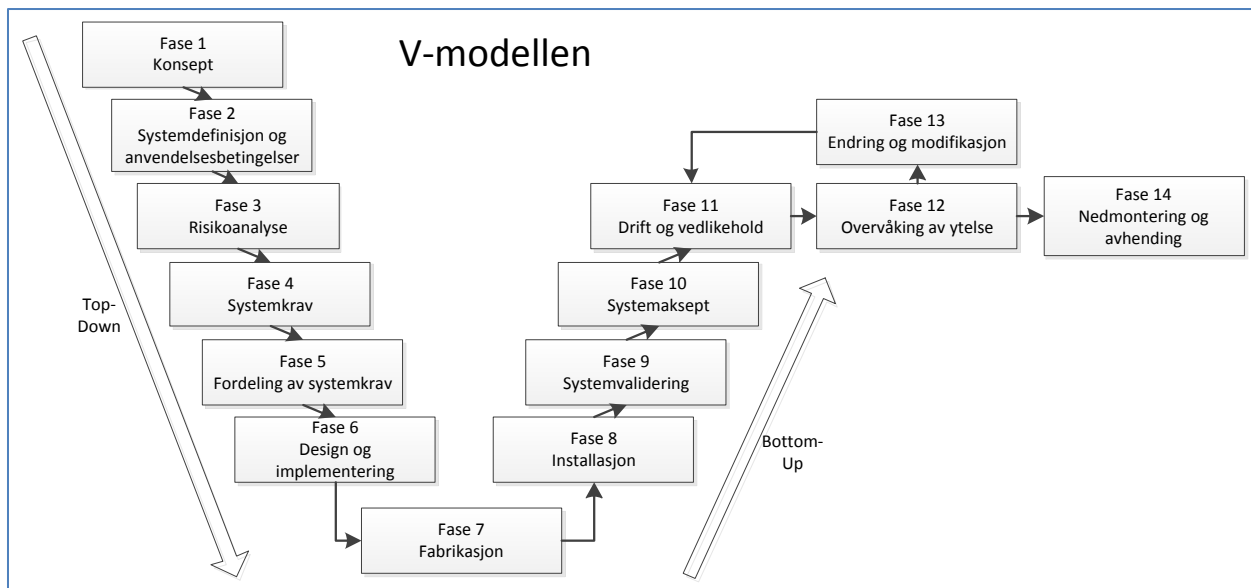 V-modellen
Fase 1
Konsept
Fase 2
Systemdefinisjon og
anvendelsesbetingelser
Fase 3
Risikoanalyse
Fase 4
Systemkrav
Fase 5
Fordeling av systemkrav
Fase 6
Design og
implementering
Fase 7
Fabrikasjon
Fase 8
Installasjon
Fase 9
Systemvalidering
Fase 10
Systemaksept
Fase 11
Drift og vedlikehold
Fase 12
Overvåking av ytelse
Fase 13
Endring og modifikasjon
Fase 14
Nedmontering og
avhending
Top-
Down
Bottom-
Up